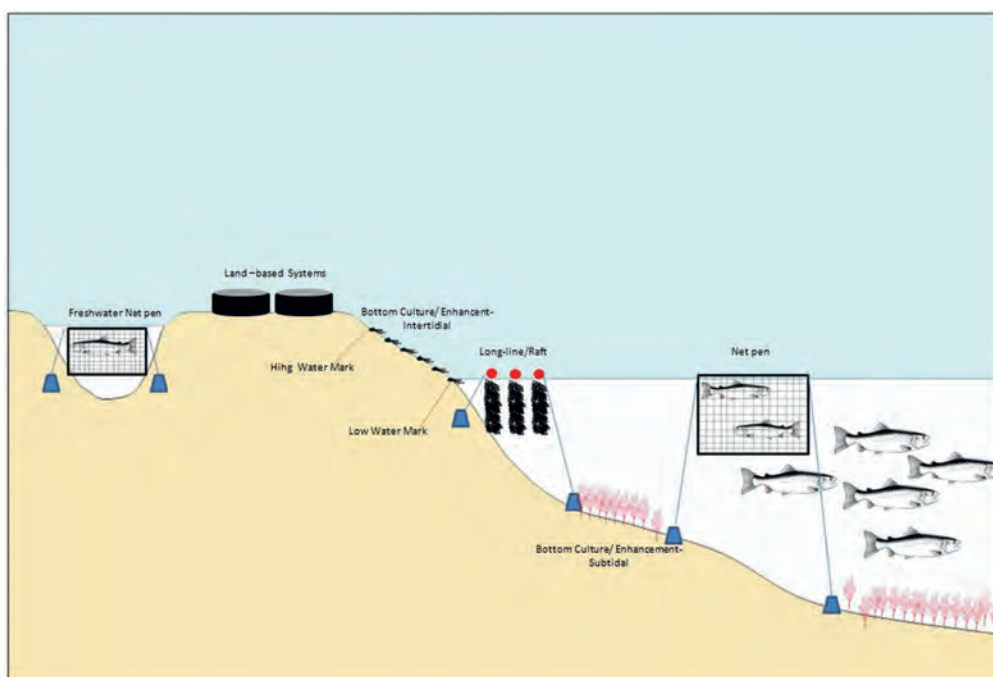 Land –based Systems
Freshwater Net pen
Bottom Culture/ Enhancent-
Intertidial
Hihg Water Mark
Long-line/Raft
Net pen
Low Water Mark
Bottom Culture/ Enhancement-
Subtidal